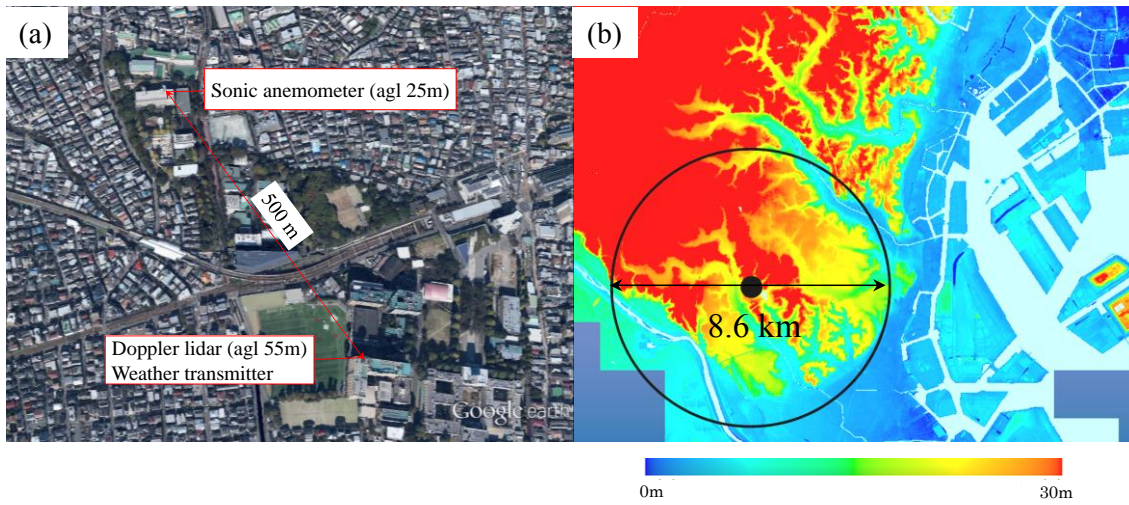 (a)
Sonic anemometer (agl 25m)
500 m
Doppler lidar (agl 55m)
Weather transmitter
Google earth
(b)
8.6 km
0m
30m